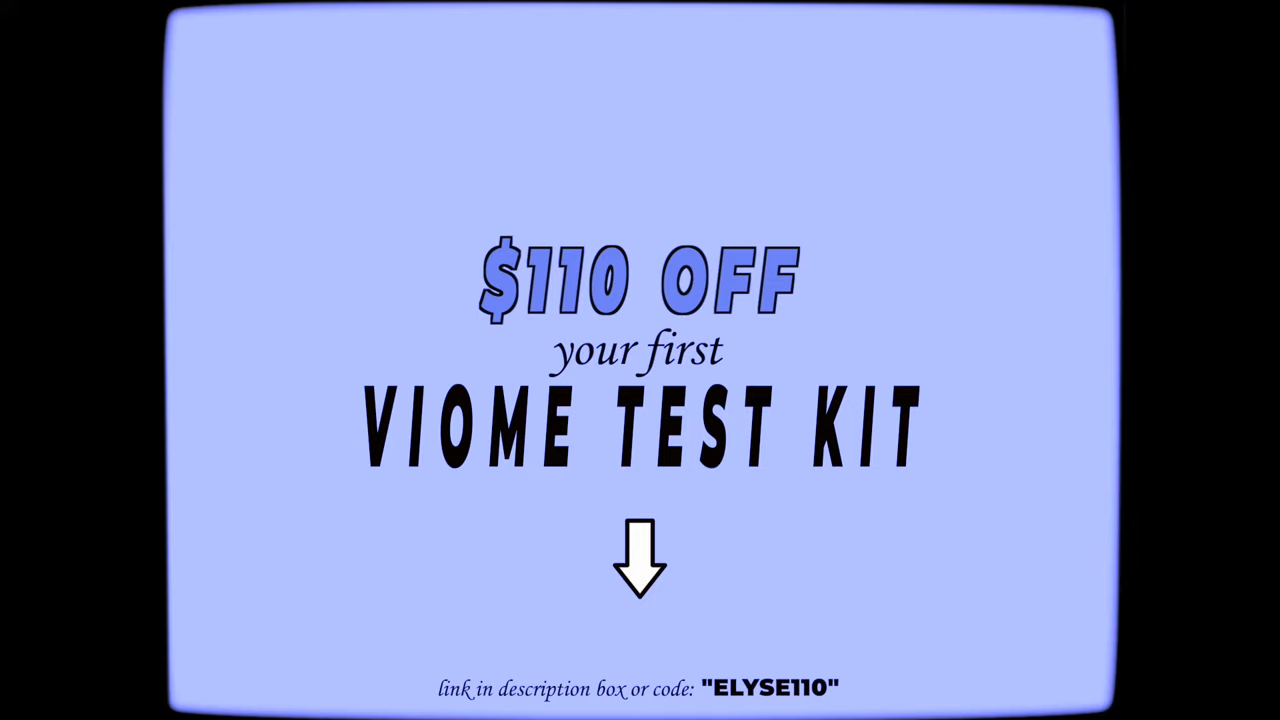 $110 OFF
your first
VIOME TEST KIT
link in description box or code: "ELYSE110"